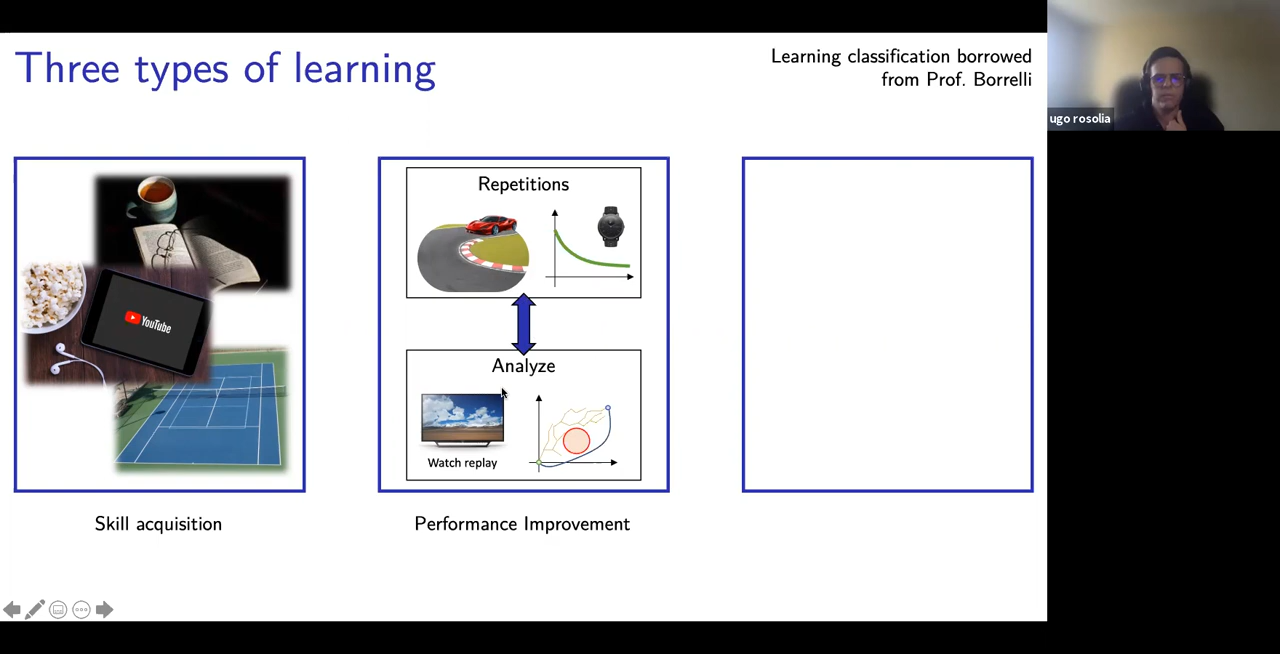 Three types of learning
Learning classification borrowed
from Prof. Borrelli
ugo rosolia
YouTube
Skill acquisition
Repetitions
Analyze
Watch replay
Performance Improvement